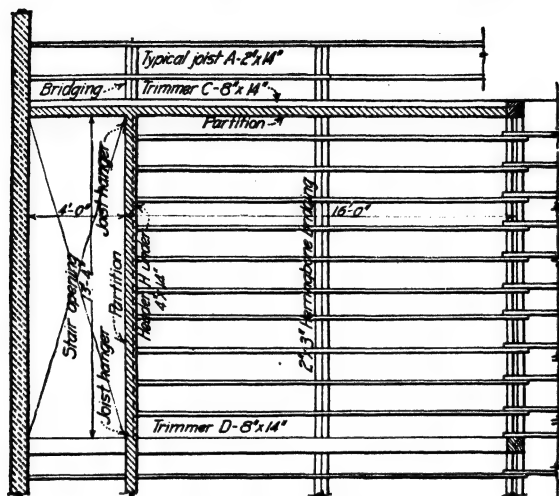 Typical joist A-2"x14"
Bridging
Trimmer C-8"x14"
Partition
Joist hanger
4'-0"
16'-0"
Stair opening
13'-4"
Partition
Header H Under
4"x14"
2"x3" Herringbone bridging
Joist hanger
Trimmer D-8"x14"